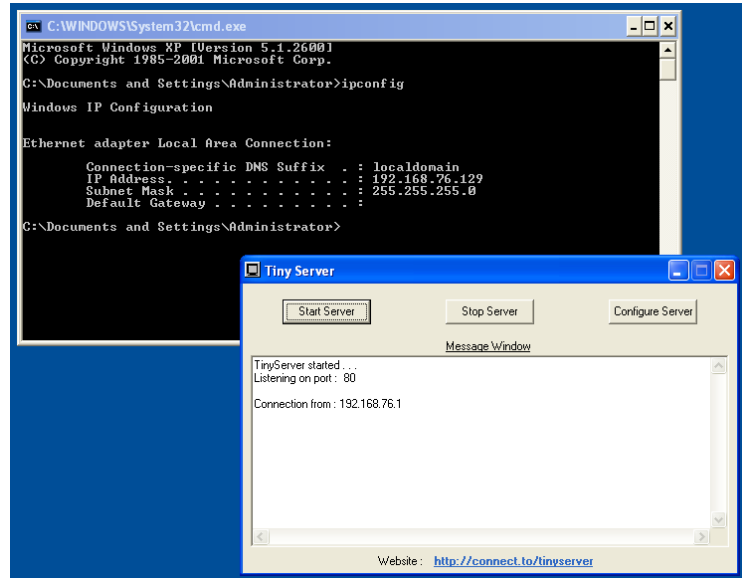 C:\WINDOWS\System32\cmd.exe
Microsoft Windows XP [Version 5.1.2600]
(C) Copyright 1985-2001 Microsoft Corp.
C:\Documents and Settings\Administrator>ipconfig
Windows IP Configuration
Ethernet adapter Local Area Connection:
Connection-specific DNS Suffix  . : localdomain
IP Address. . . . . . . . . . . . : 192.168.76.129
Subnet Mask . . . . . . . . . . . : 255.255.255.0
Default Gateway . . . . . . . . . :
C:\Documents and Settings\Administrator>
Tiny Server
Start Server Stop Server Configure Server
Message Window
TinyServer started . . .
Listening on port : 80
Connection from : 192.168.76.1
Website : http://connect.to/tinyserver